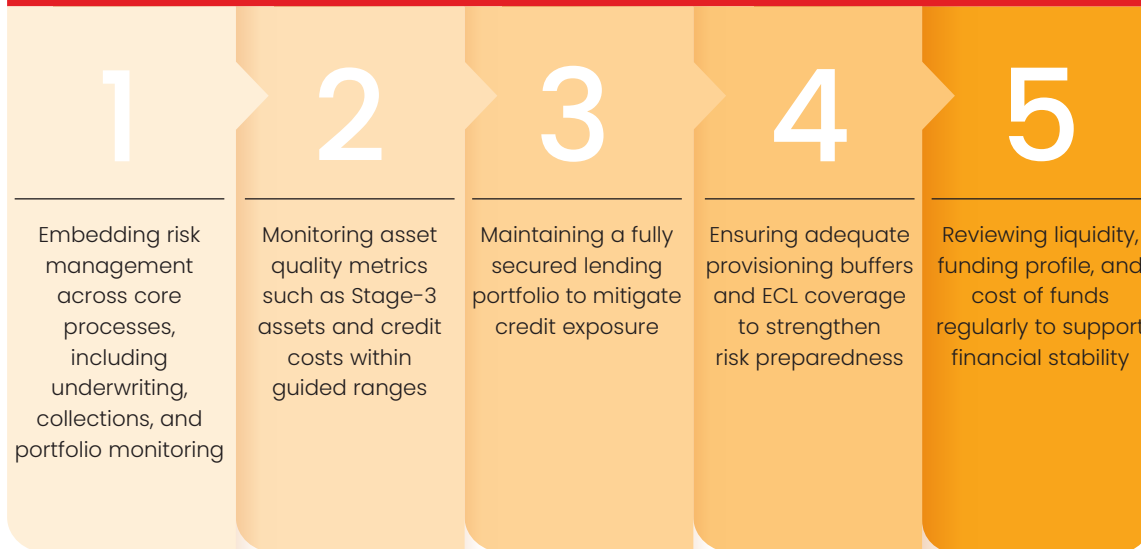 1
Embedding risk
management
across core
processes,
including
underwriting,
collections, and
portfolio monitoring
2
Monitoring asset
quality metrics
such as Stage-3
assets and credit
costs within
guided ranges
3
Maintaining a fully
secured lending
portfolio to mitigate
credit exposure
4
Ensuring adequate
provisioning buffers
and ECL coverage
to strengthen
risk preparedness
5
Reviewing liquidity,
funding profile, and
cost of funds
regularly to support
financial stability